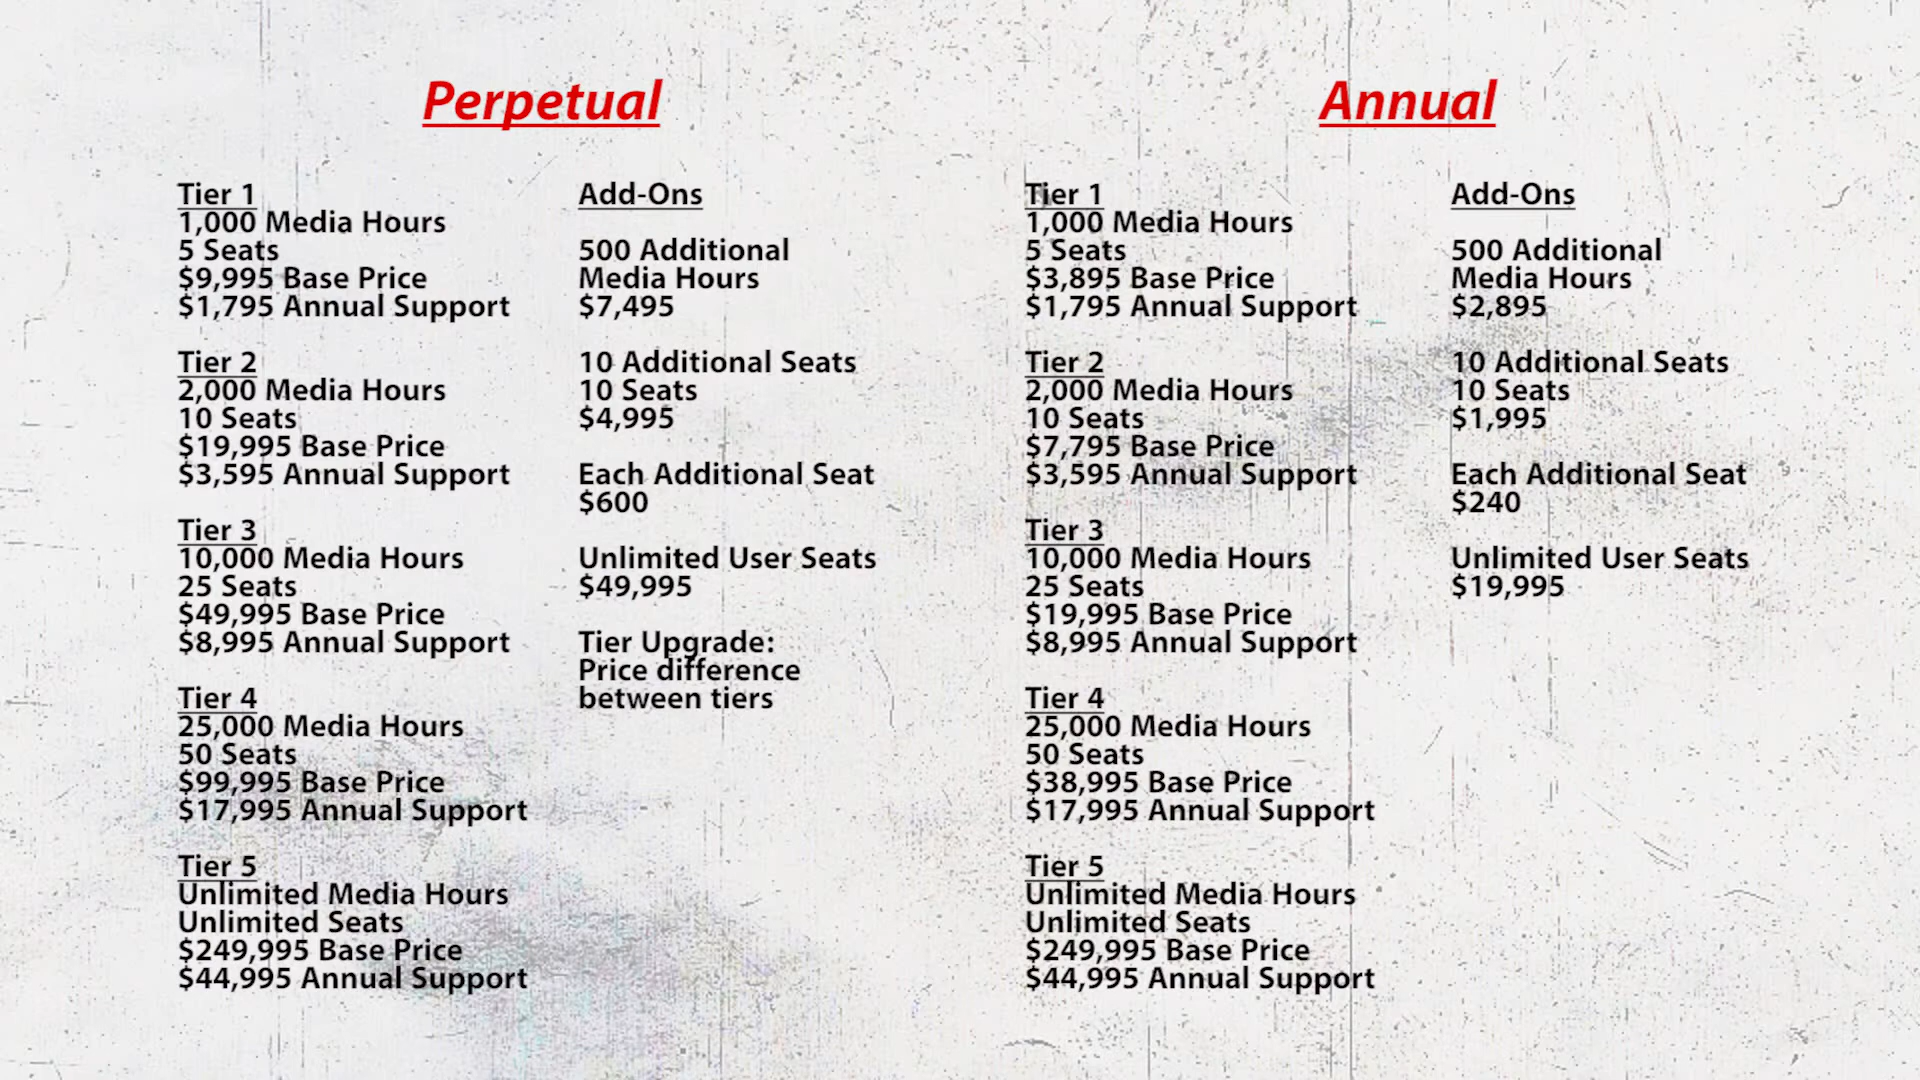 Perpetual
Tier 1
1,000 Media Hours
5 Seats
$9,995 Base Price
$1,795 Annual Support
Tier 2
2,000 Media Hours
10 Seats
$19,995 Base Price
$3,595 Annual Support
Tier 3
10,000 Media Hours
25 Seats
$49,995 Base Price
$8,995 Annual Support
Tier 4
25,000 Media Hours
50 Seats
$99,995 Base Price
$17,995 Annual Support
Tier 5
Unlimited Media Hours
Unlimited Seats
$249,995 Base Price
$44,995 Annual Support
Add-Ons
500 Additional
Media Hours
$7,495
10 Additional Seats
10 Seats
$4,995
Each Additional Seat
$600
Unlimited User Seats
$49,995
Tier Upgrade:
Price difference
between tiers
Annual
Tier 1
1,000 Media Hours
5 Seats
$3,895 Base Price
$1,795 Annual Support
Tier 2
2,000 Media Hours
10 Seats
$7,795 Base Price
$3,595 Annual Support
Tier 3
10,000 Media Hours
25 Seats
$19,995 Base Price
$8,995 Annual Support
Tier 4
25,000 Media Hours
50 Seats
$38,995 Base Price
$17,995 Annual Support
Tier 5
Unlimited Media Hours
Unlimited Seats
$249,995 Base Price
$44,995 Annual Support
Add-Ons
500 Additional
Media Hours
$2,895
10 Additional Seats
10 Seats
$1,995
Each Additional Seat
$240
Unlimited User Seats
$19,995